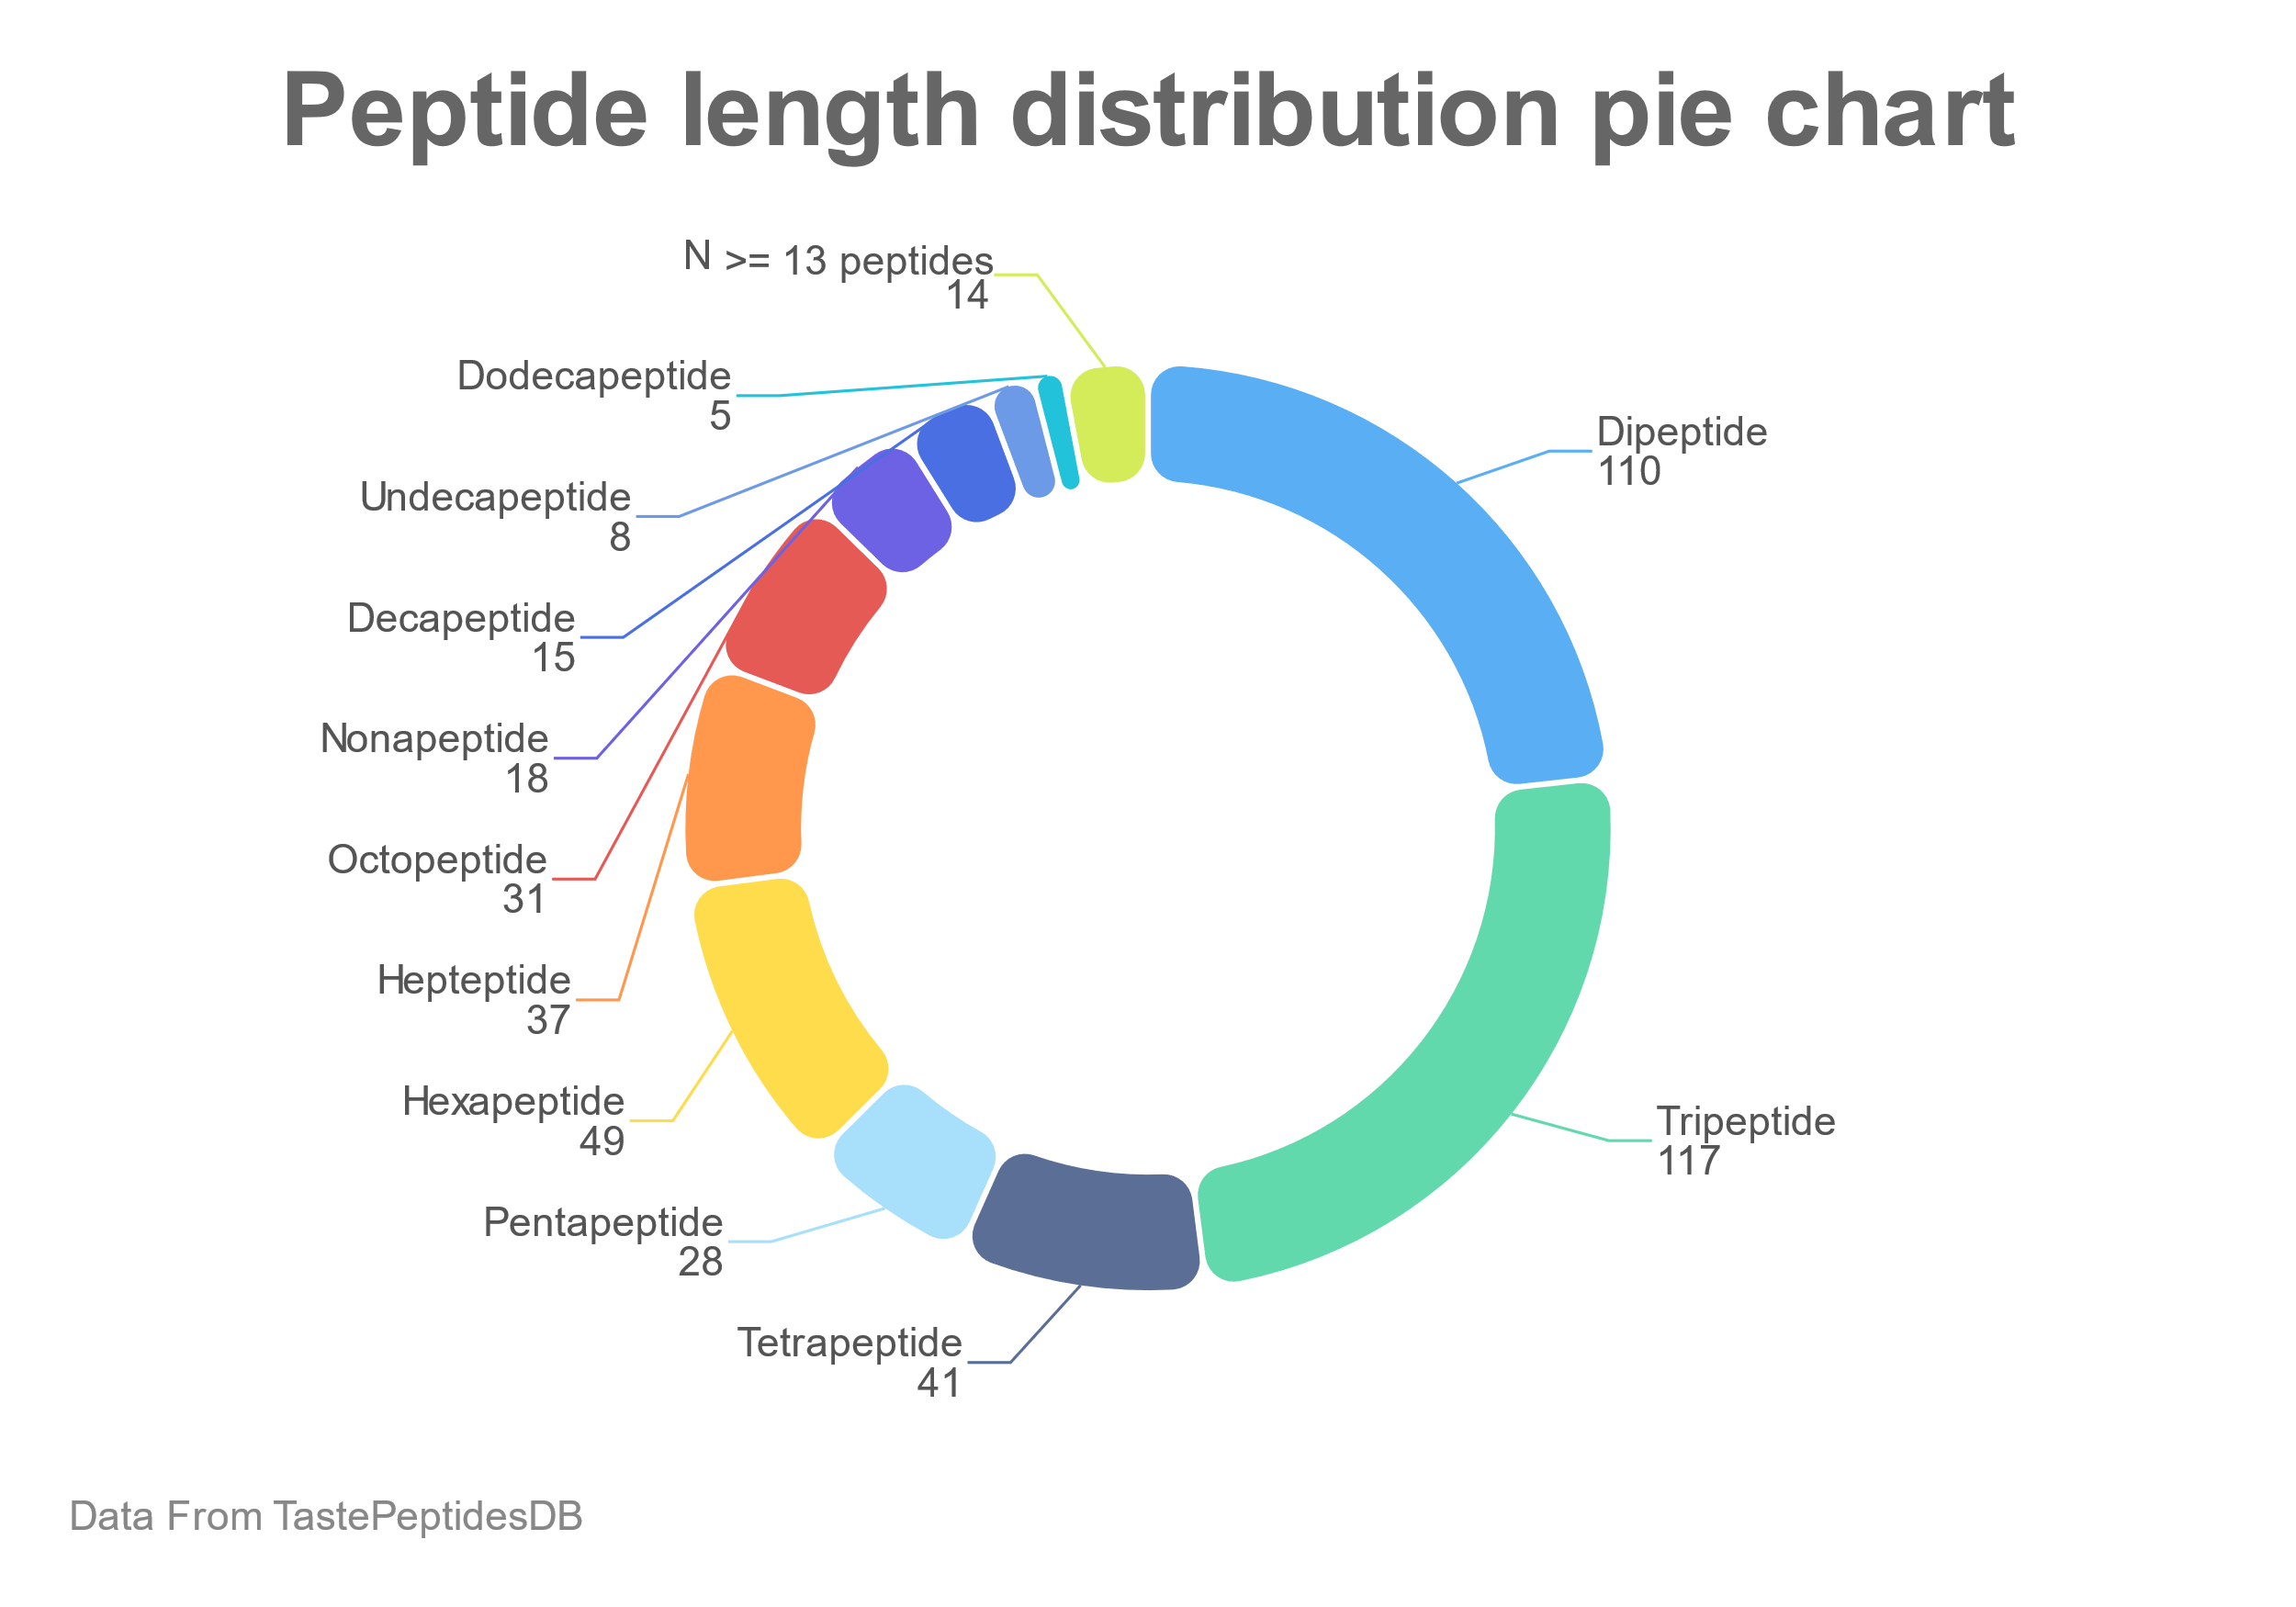 Peptide length distribution pie chart
N >= 13 peptides
14
Dodecapeptide
5
Dipeptide
110
Undecapeptide
8
Decapeptide
15
Nonapeptide
18
Octopeptide
31
Hepteptide
37
Hexapeptide
49
Tripeptide
117
Pentapeptide
28
Tetrapeptide
41
Data From TastePeptidesDB